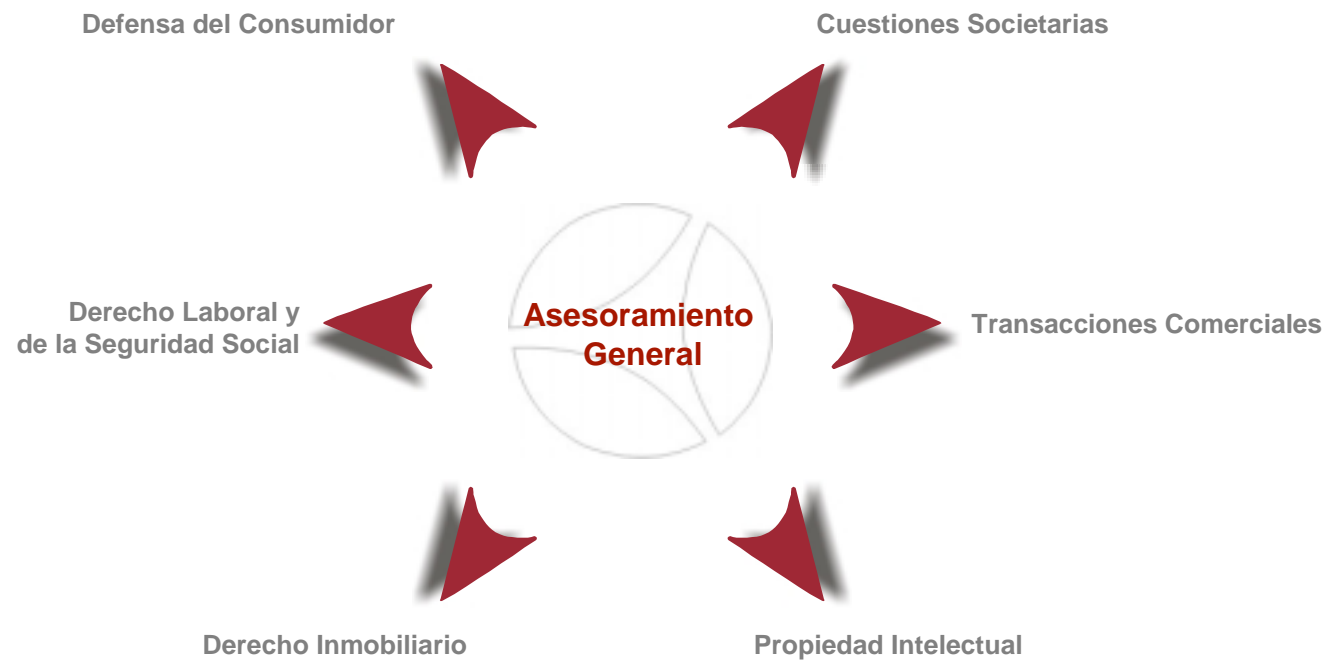 Defensa del Consumidor
Cuestiones Societarias
Derecho Laboral y
de la Seguridad Social
Asesoramiento
General
Transacciones Comerciales
Derecho Inmobiliario
Propiedad Intelectual